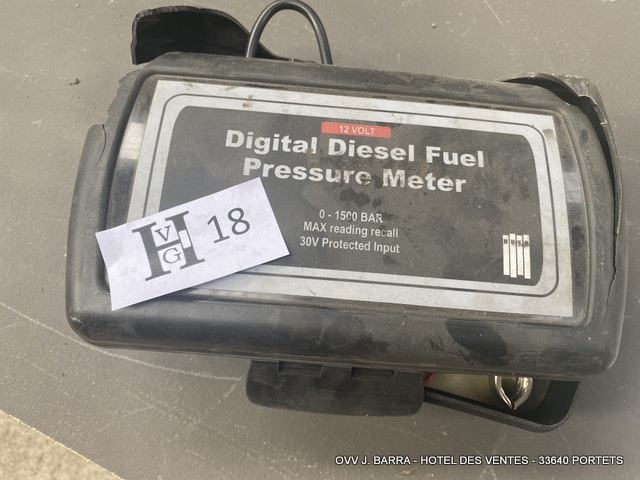 12 VOLT
Digital Diesel Fuel
Pressure Meter
0 - 1500 BAR
MAX reading recall
30V Protected Input
HVG 18
OVV J. BARRA - HOTEL DES VENTES - 33640 PORTETS